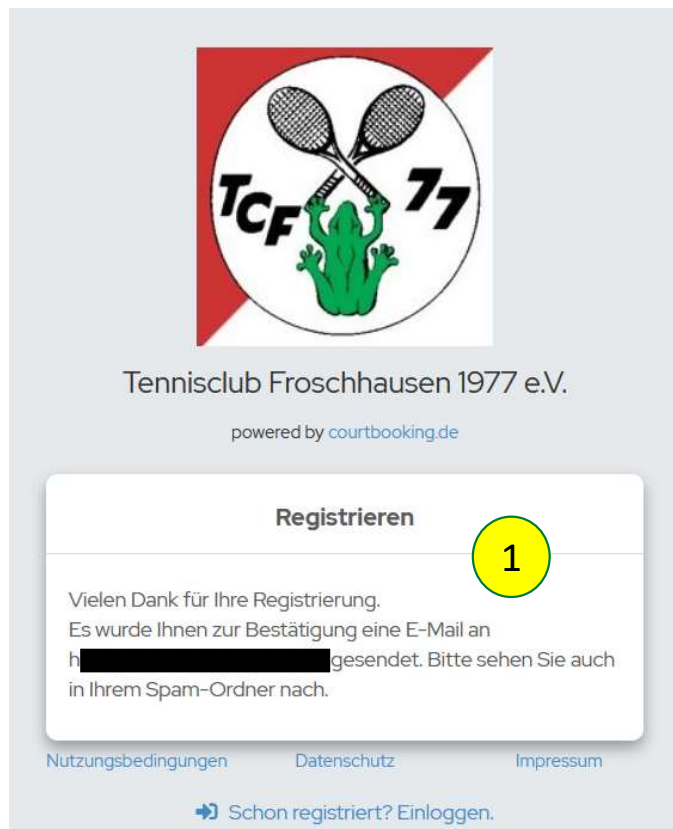 TCF 77
Tennisclub Froschhausen 1977 e.V.
powered by courtbooking.de
Registrieren
1
Vielen Dank für Ihre Registrierung.
Es wurde Ihnen zur Bestätigung eine E-Mail an
h gesendet. Bitte sehen Sie auch
in Ihrem Spam-Ordner nach.
Nutzungsbedingungen Datenschutz Impressum
Schon registriert? Einloggen.